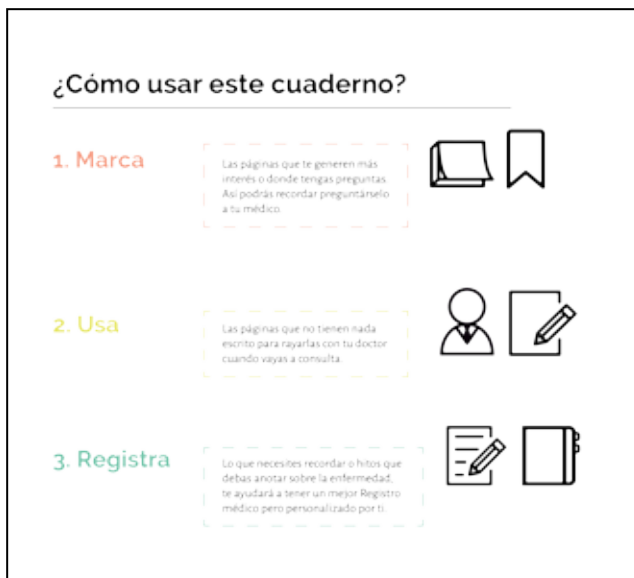 ¿Cómo usar este cuaderno?
1. Marca
Las páginas que te generen más
interés o donde tengas preguntas.
Así podrás recordar preguntárselo
a tu médico.
2. Usa
Las páginas que no tienen nada
escrito para rayarlas con tu doctor
cuando vayas a consulta.
3. Registra
Lo que necesites recordar o hitos que
debas anotar sobre la enfermedad,
te ayudará a tener un mejor Registro
médico pero personalizado por ti.